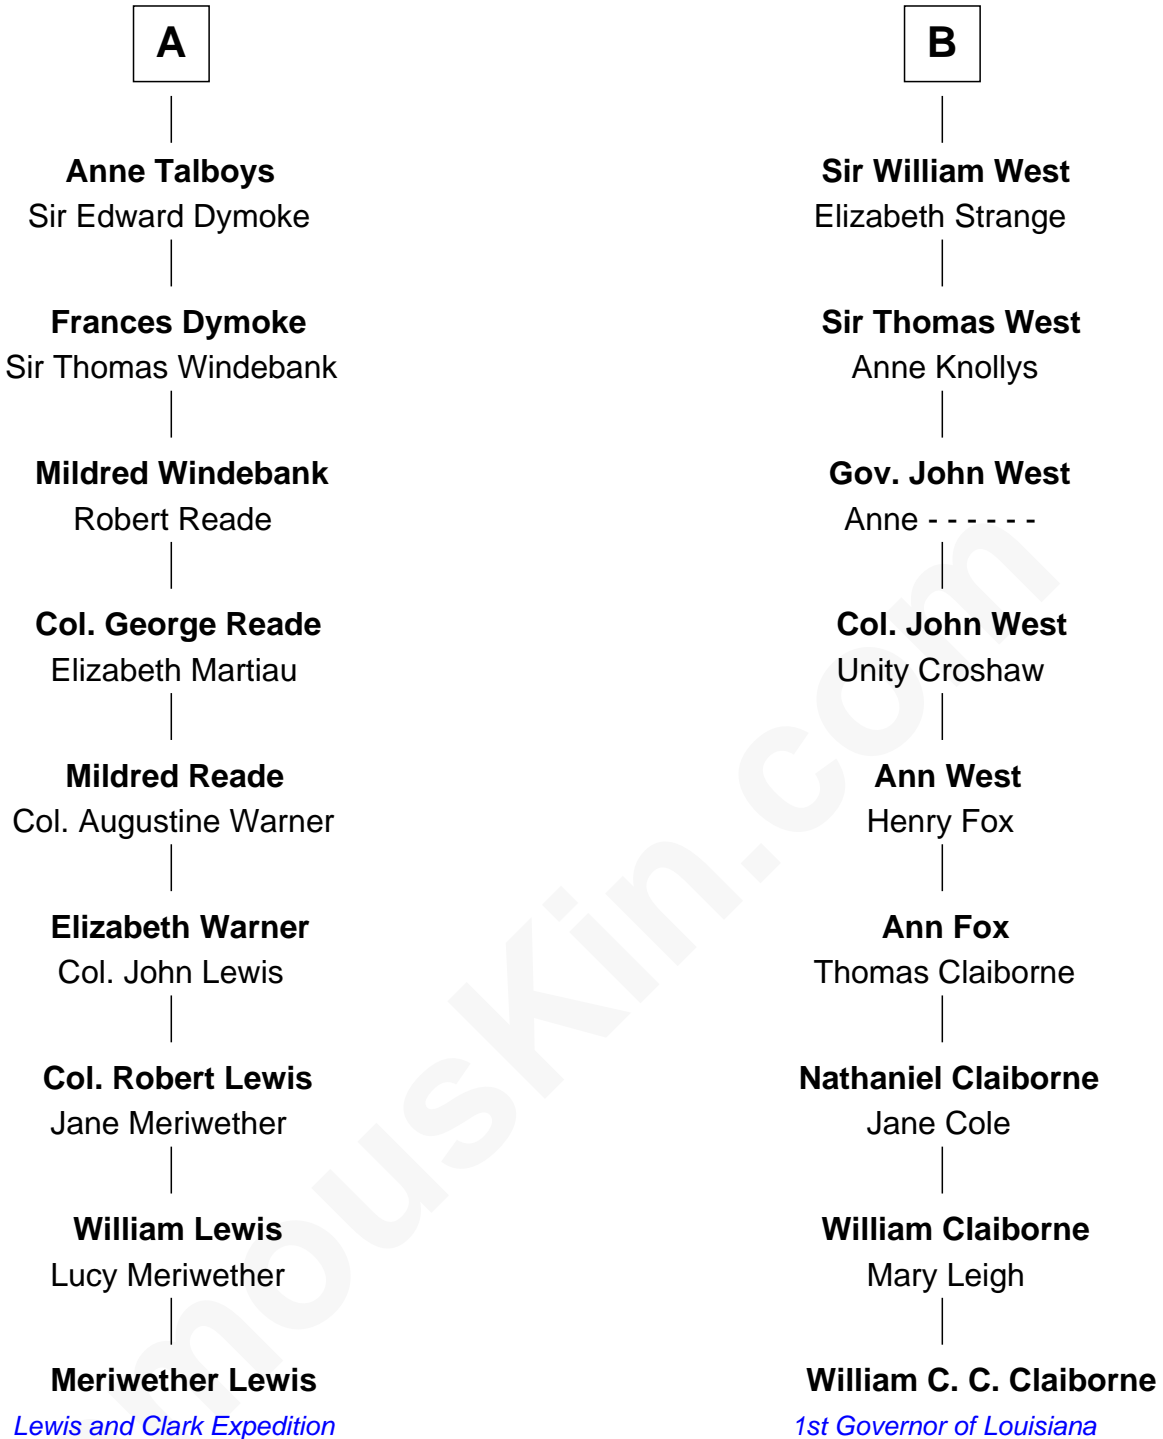 A
Anne Talboys
Sir Edward Dymoke
Frances Dymoke
Sir Thomas Windebank
Mildred Windebank
Robert Reade
Col. George Reade
Elizabeth Martiau
Mildred Reade
Col. Augustine Warner
Elizabeth Warner
Col. John Lewis
Col. Robert Lewis
Jane Meriwether
William Lewis
Lucy Meriwether
Meriwether Lewis
Lewis and Clark Expedition
B
Sir William West
Elizabeth Strange
Sir Thomas West
Anne Knollys
Gov. John West
Anne - - - - - -
Col. John West
Unity Croshaw
Ann West
Henry Fox
Ann Fox
Thomas Claiborne
Nathaniel Claiborne
Jane Cole
William Claiborne
Mary Leigh
William C. C. Claiborne
1st Governor of Louisiana
mousKin.com